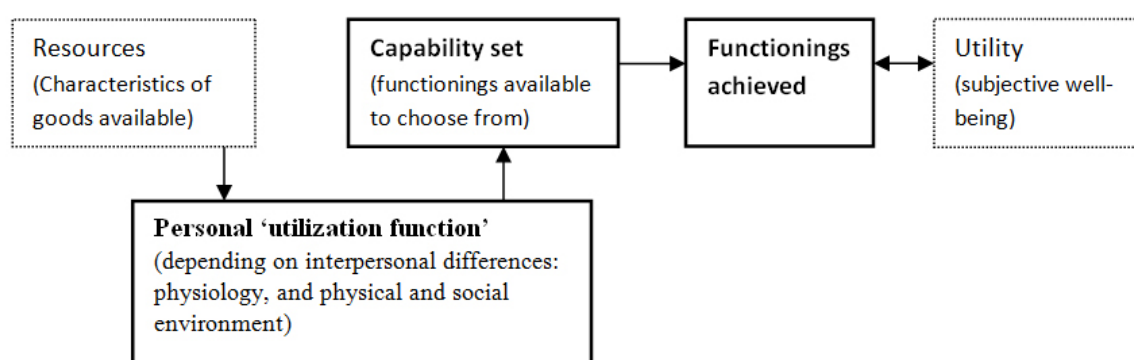 Resources
(Characteristics of
goods available)
Capability set
(functionings available
to choose from)
Functionings
achieved
Utility
(subjective well-
being)
Personal ‘utilization function’
(depending on interpersonal differences:
physiology, and physical and social
environment)